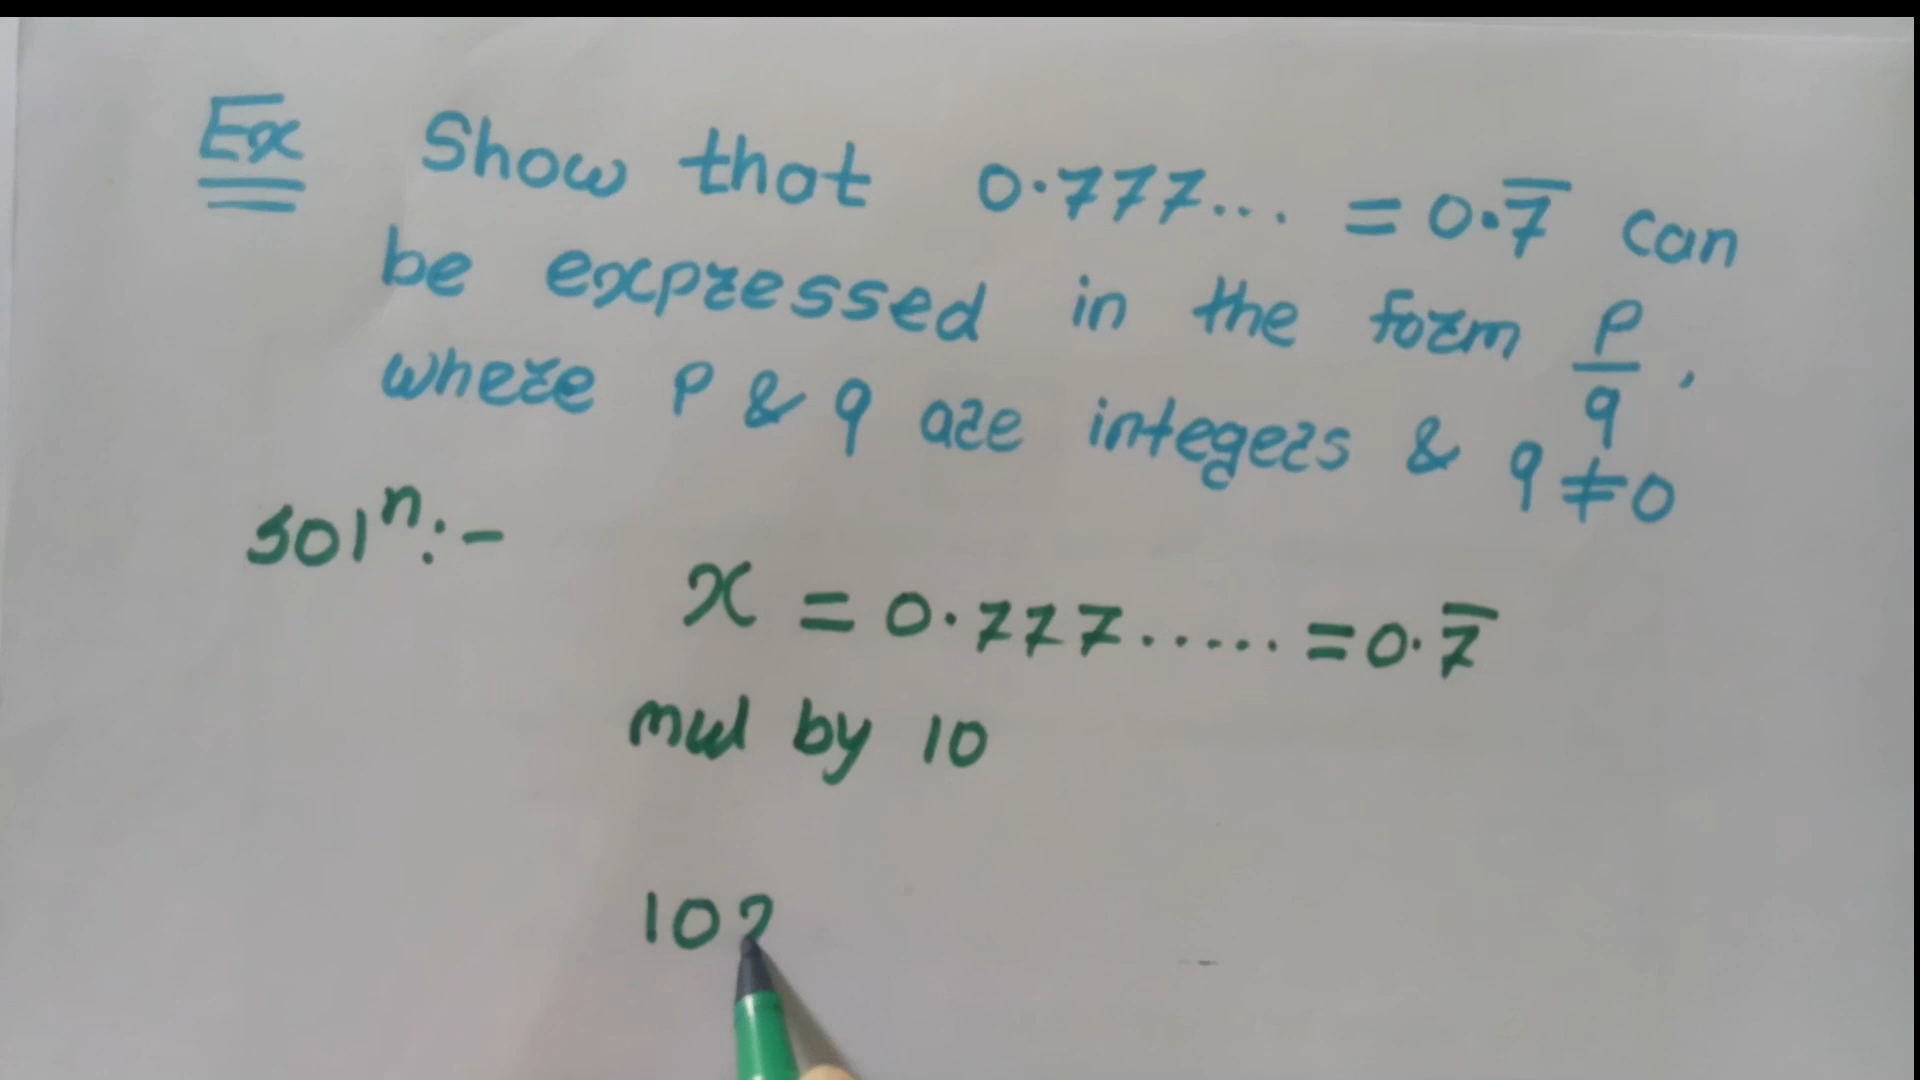 Ex Show that 0.777... = 0.7̅ can
be expressed in the form p/q,
where p & q are integers & q ≠ 0
solⁿ:-
x = 0.777...... = 0.7̅
mul by 10
10